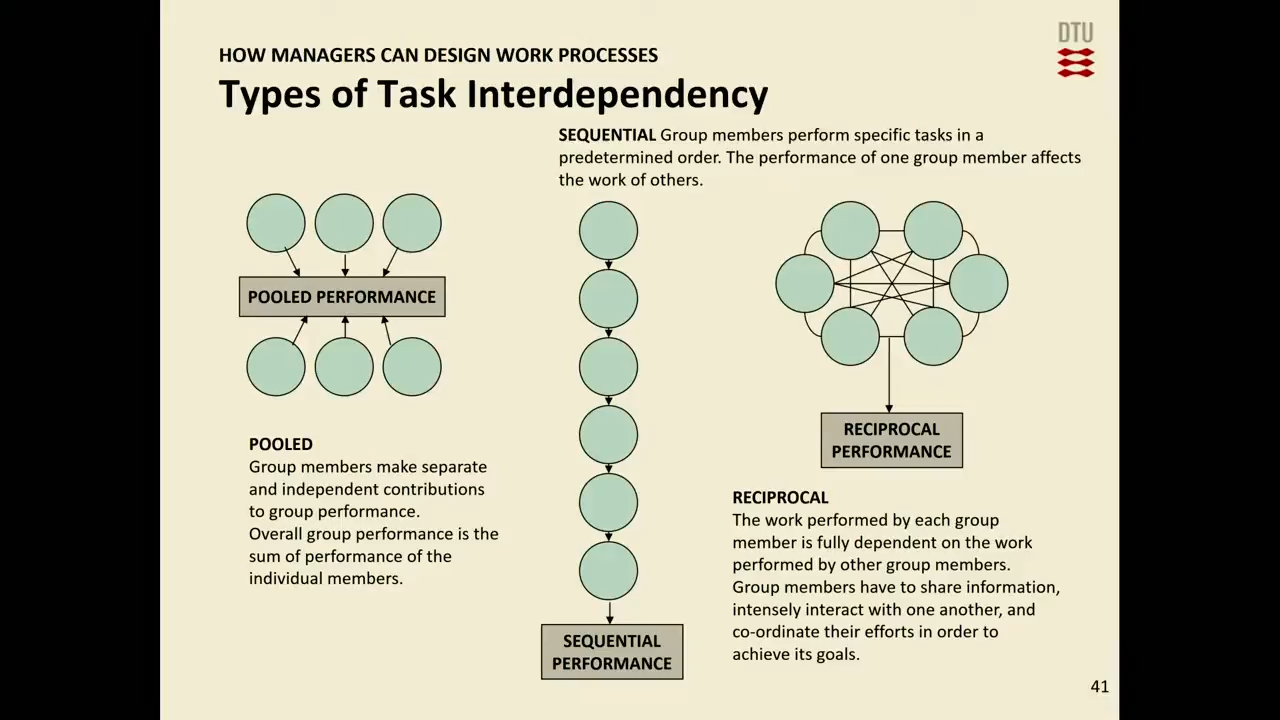 DTU
HOW MANAGERS CAN DESIGN WORK PROCESSES
Types of Task Interdependency
SEQUENTIAL Group members perform specific tasks in a
predetermined order. The performance of one group member affects
the work of others.
POOLED PERFORMANCE
POOLED
Group members make separate
and independent contributions
to group performance.
Overall group performance is the
sum of performance of the
individual members.
SEQUENTIAL
PERFORMANCE
RECIPROCAL
PERFORMANCE
RECIPROCAL
The work performed by each group
member is fully dependent on the work
performed by other group members.
Group members have to share information,
intensely interact with one another, and
co-ordinate their efforts in order to
achieve its goals.
41